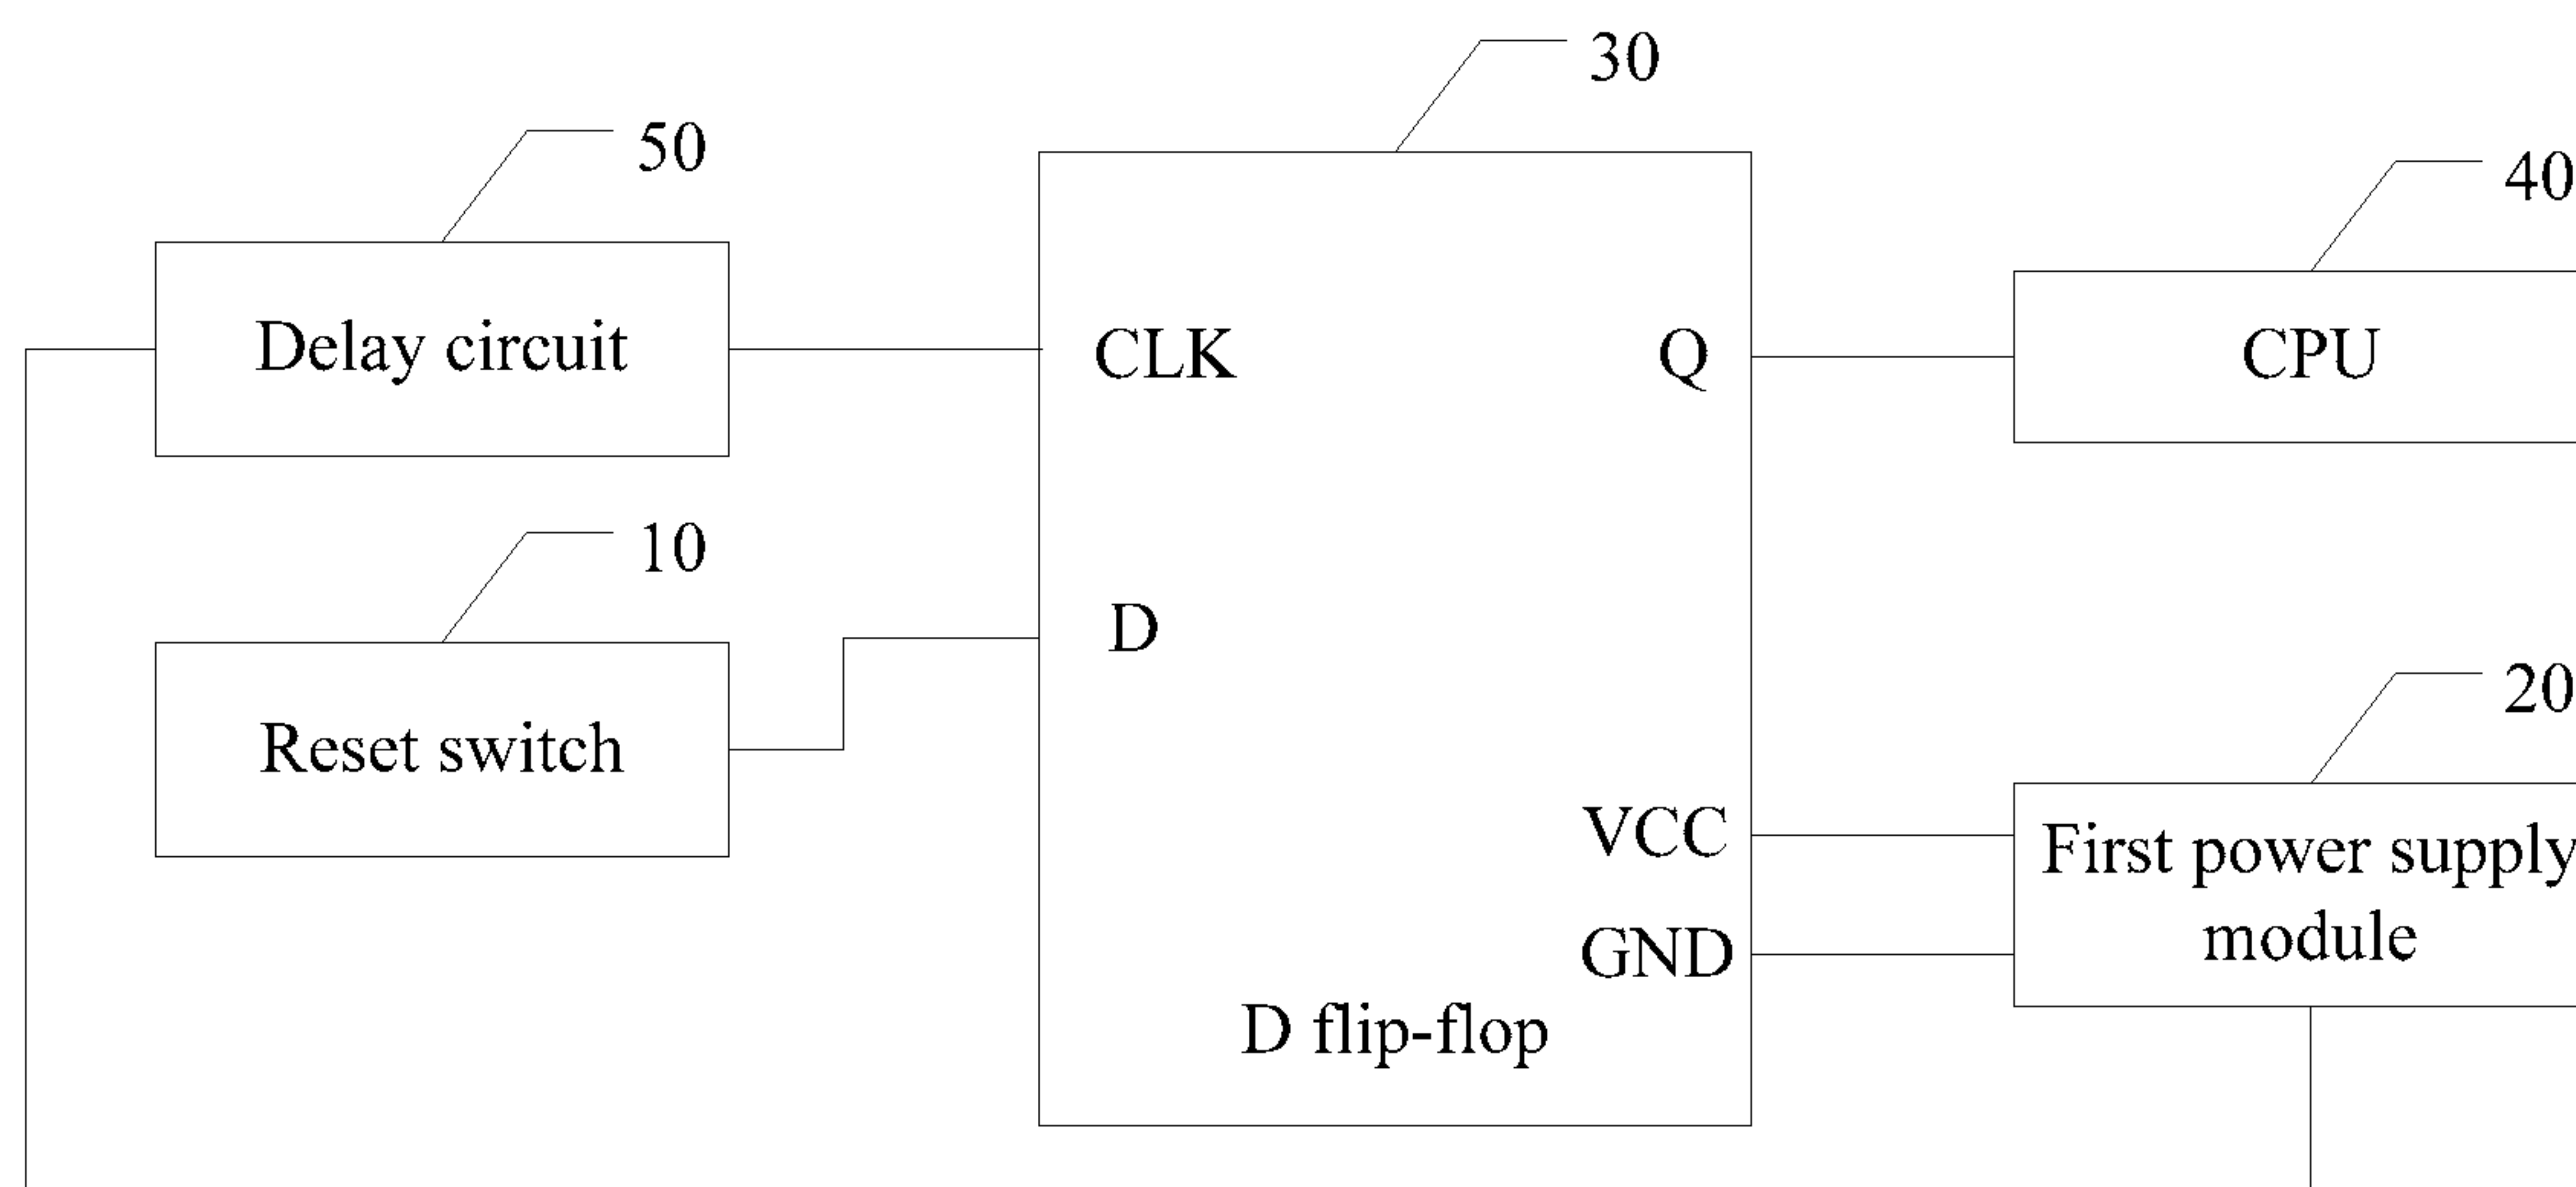 30
50
40
Delay circuit
CLK
Q
CPU
10
D
20
Reset switch
VCC
First power supply
module
GND
D flip-flop